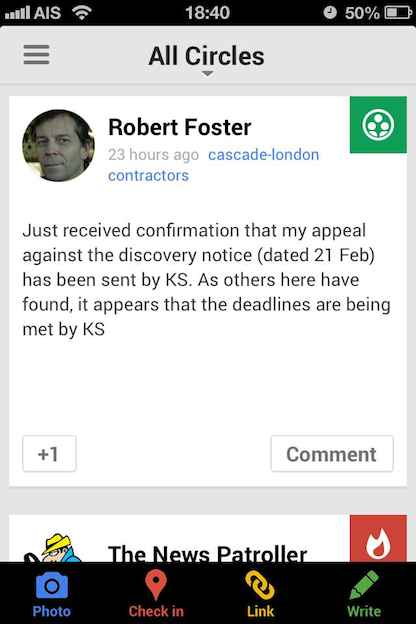 AIS 18:40 50%
All Circles
Robert Foster
23 hours ago cascade-london
contractors
Just received confirmation that my appeal
against the discovery notice (dated 21 Feb)
has been sent by KS. As others here have
found, it appears that the deadlines are being
met by KS
+1 Comment
The News Patroller
Photo Check in Link Write